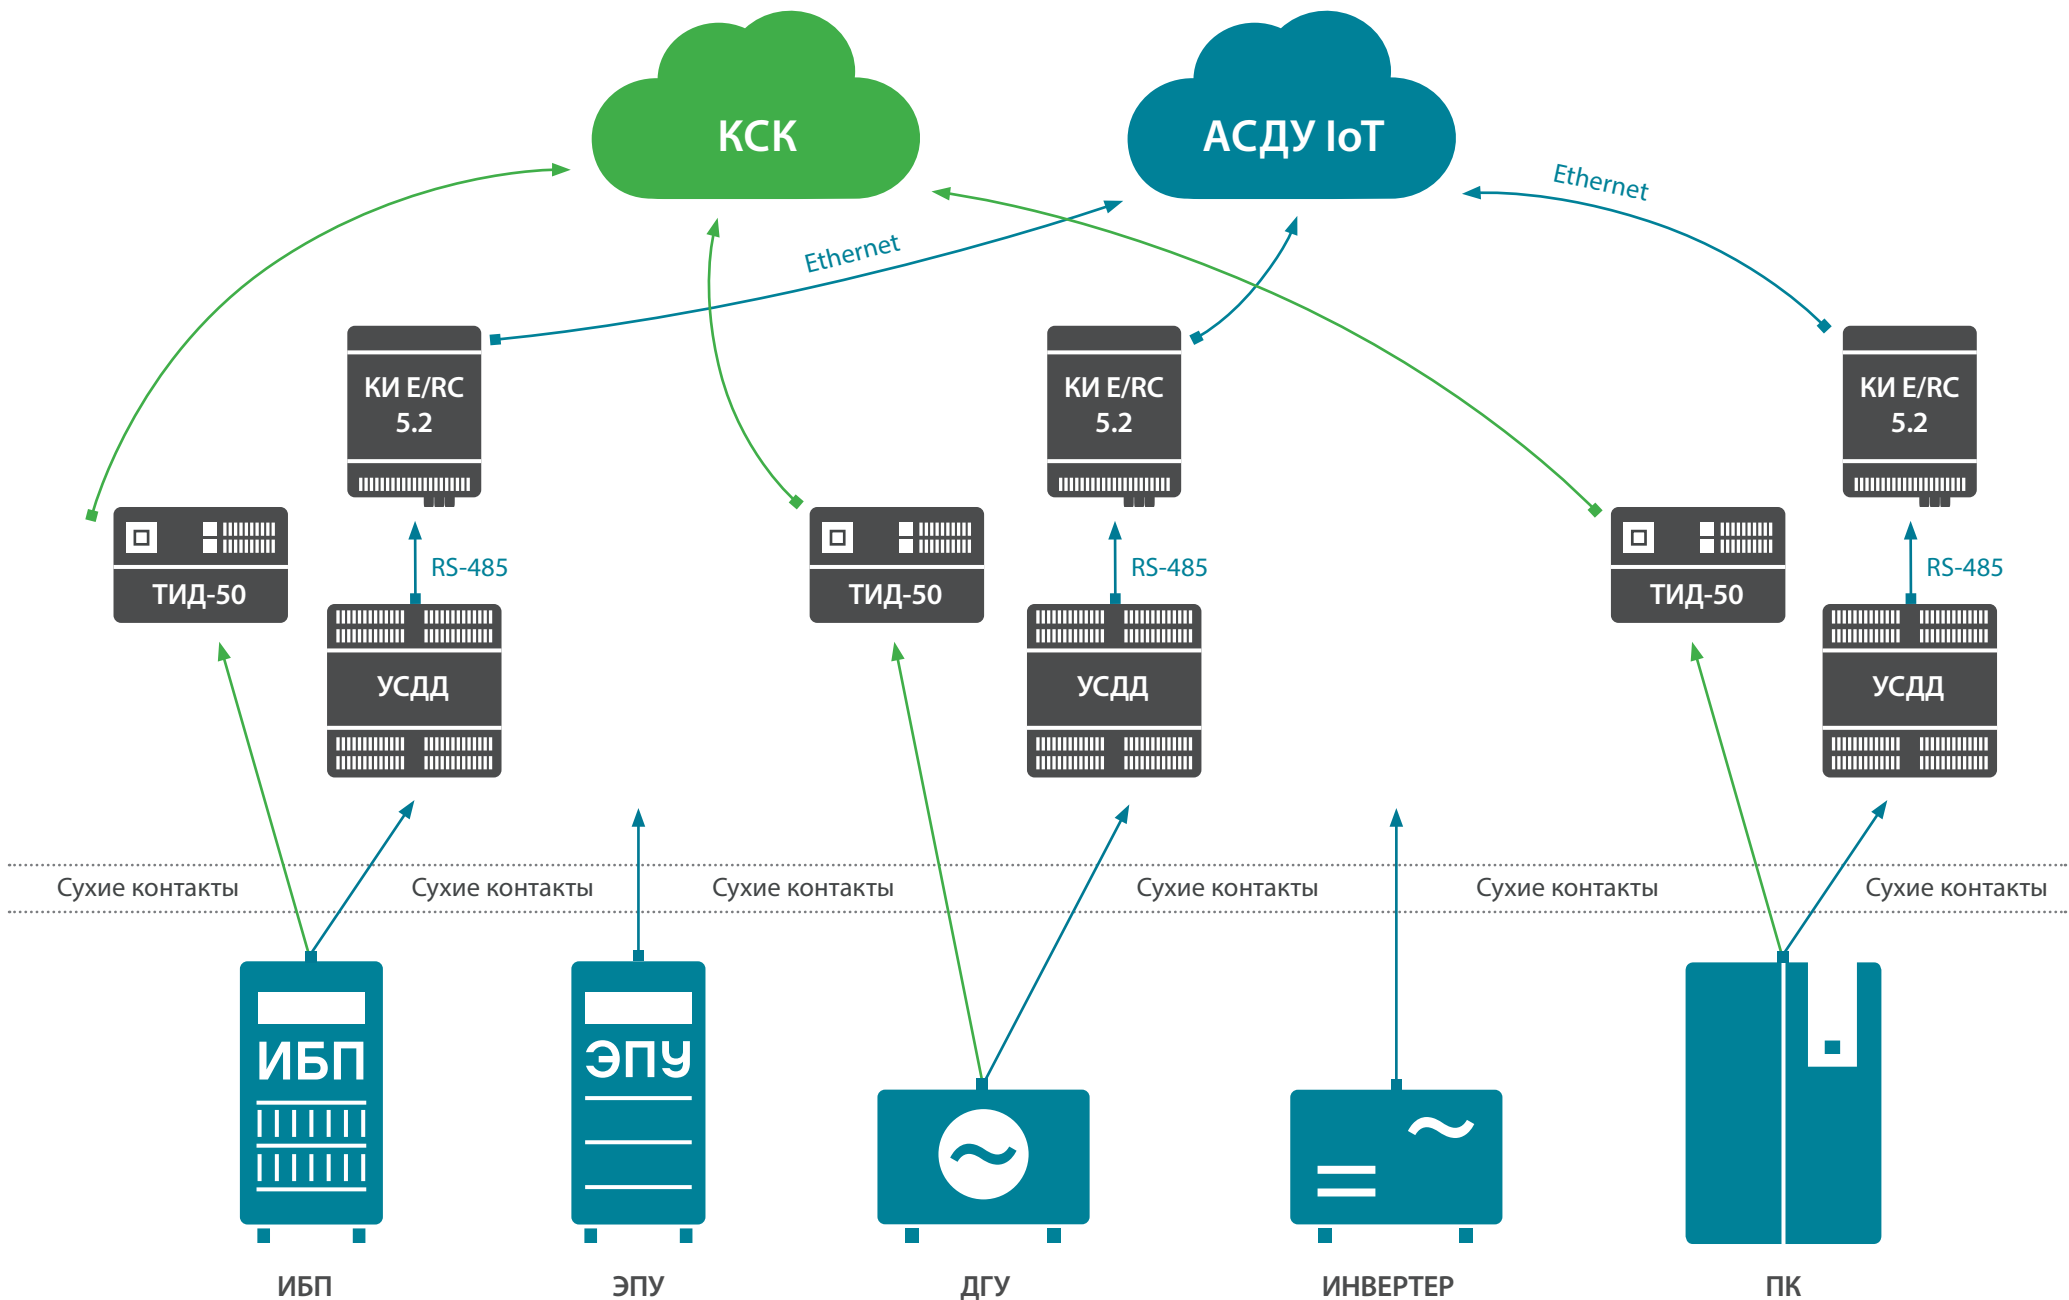 КСК
АСДУ IoT
Ethernet
Ethernet
КИ E/RC
5.2
КИ E/RC
5.2
КИ E/RC
5.2
RS-485
RS-485
RS-485
ТИД-50
ТИД-50
ТИД-50
УСДД
УСДД
УСДД
Сухие контакты
Сухие контакты
Сухие контакты
Сухие контакты
Сухие контакты
Сухие контакты
ИБП
ЭПУ
ИБП
ЭПУ
ДГУ
ИНВЕРТЕР
ПК